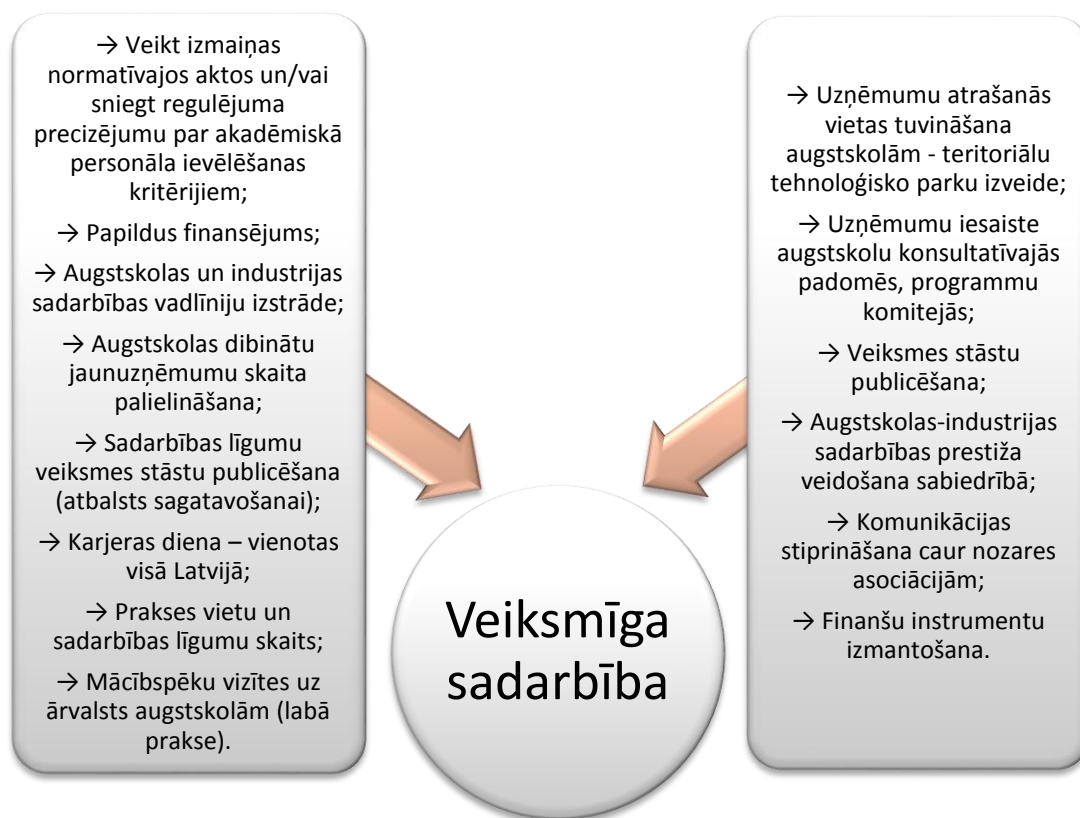 → Veikt izmaiņas
normatīvajos aktos un/vai
sniegt regulējuma
precizējumu par akadēmiskā
personāla ievēlēšanas
kritērijiem;
→ Papildus finansējums;
→ Augstskolas un industrijas
sadarbības vadlīniju izstrāde;
→ Augstskolas dibinātu
jaunuzņēmumu skaita
palielināšana;
→ Sadarbības līgumu
veiksmes stāstu publicēšana
(atbalsts sagatavošanai);
→ Karjeras diena – vienotas
visā Latvijā;
→ Prakses vietu un
sadarbības līgumu skaits;
→ Mācībspēku vizītes uz
ārvalsts augstskolām (labā
prakse).
→ Uzņēmumu atrašanās
vietas tuvināšana
augstskolām - teritoriālu
tehnoloģisko parku izveide;
→ Uzņēmumu iesaiste
augstskolu konsultatīvajās
padomēs, programmu
komitejās;
→ Veiksmes stāstu
publicēšana;
→ Augstskolas-industrijas
sadarbības prestiža
veidošana sabiedrībā;
→ Komunikācijas
stiprināšana caur nozares
asociācijām;
→ Finanšu instrumentu
izmantošana.
Veiksmīga
sadarbība